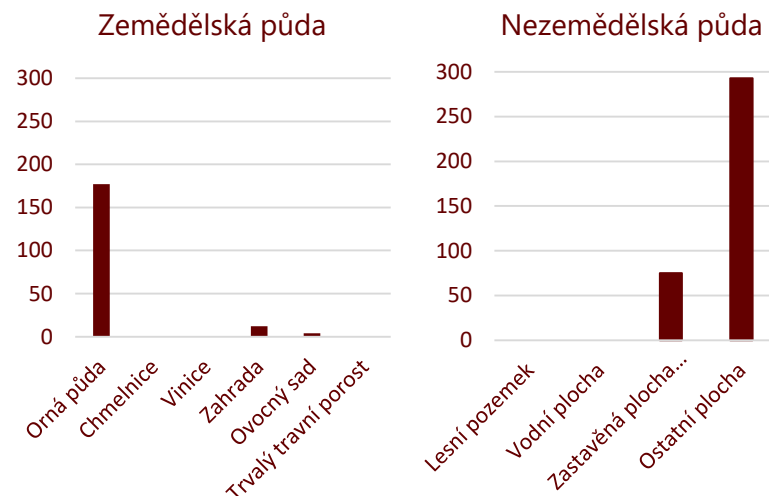 Zemědělská půda
300
250
200
150
100
50
0
Orná půda
Chmelnice
Vinice
Zahrada
Ovocný sad
Trvalý travní porost
Nezemědělská půda
300
250
200
150
100
50
0
Lesní pozemek
Vodní plocha
Zastavěná plocha...
Ostatní plocha